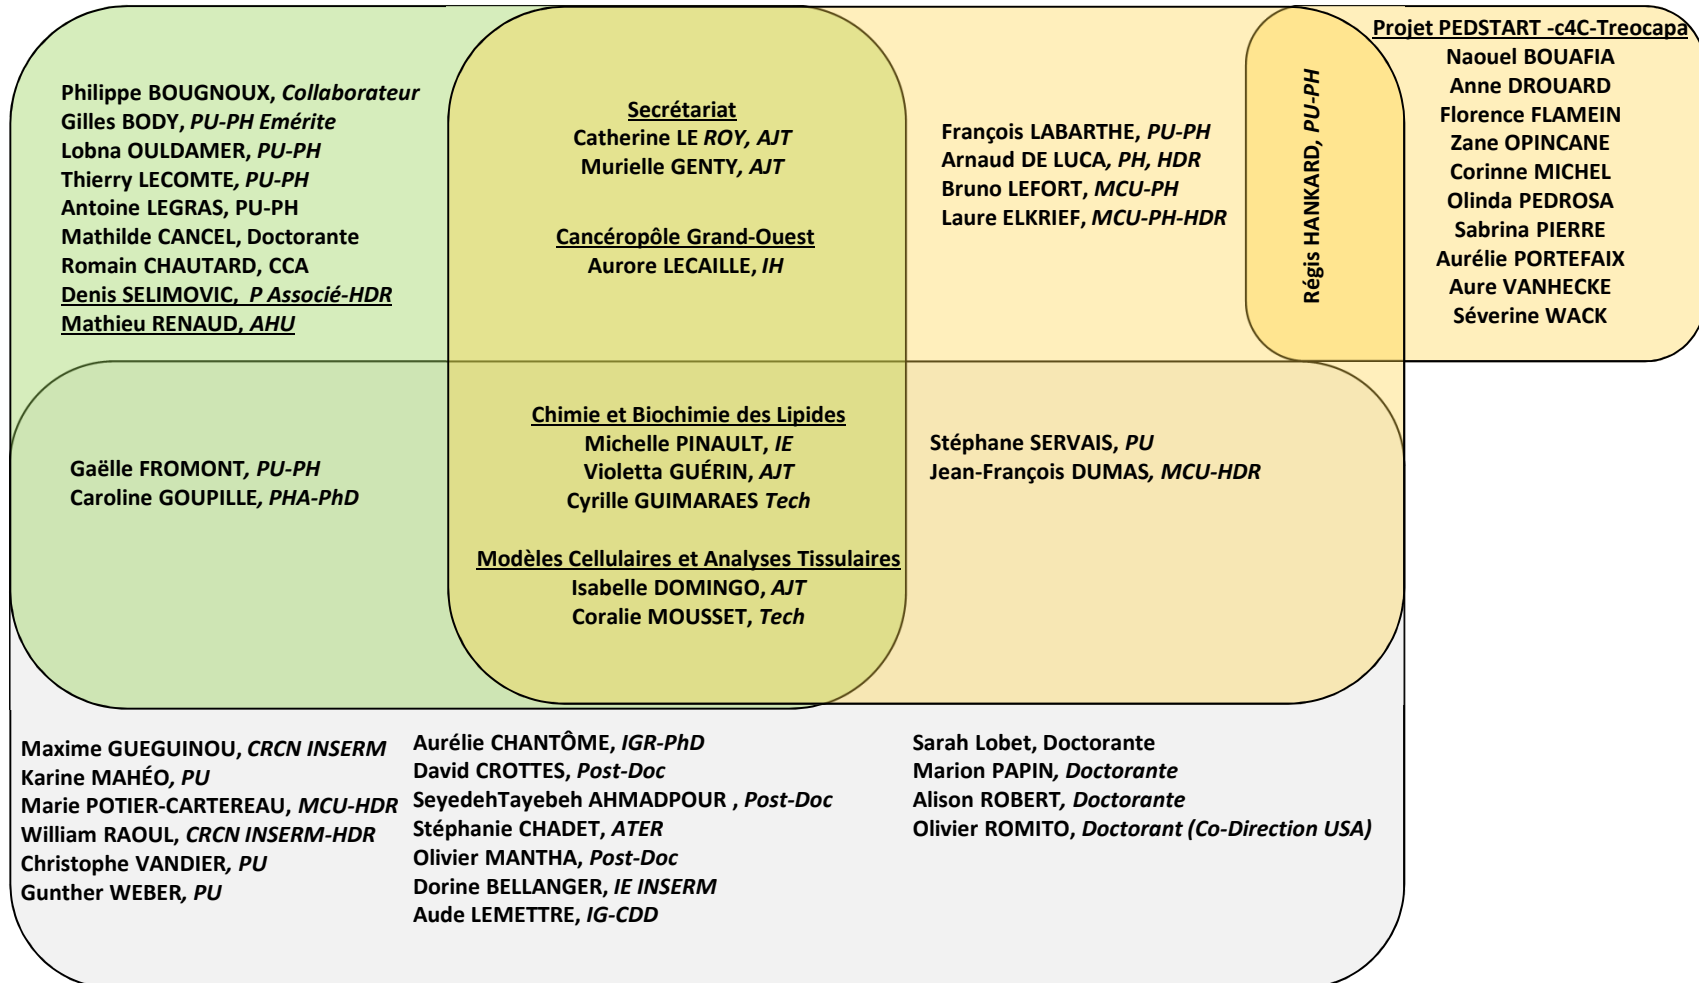 Philippe BOUGNOUX, Collaborateur
Gilles BODY, PU-PH Emérite
Lobna OULDAMER, PU-PH
Thierry LECOMTE, PU-PH
Antoine LEGRAS, PU-PH
Mathilde CANCEL, Doctorante
Romain CHAUTARD, CCA
Denis SELIMOVIC, P Associé-HDR
Mathieu RENAUD, AHU
Secrétariat
Catherine LE ROY, AJT
Murielle GENTY, AJT
Cancéropôle Grand-Ouest
Aurore LECAILLE, IH
François LABARTHE, PU-PH
Arnaud DE LUCA, PH, HDR
Bruno LEFORT, MCU-PH
Laure ELKRIEF, MCU-PH-HDR
Régis HANKARD, PU-PH
Projet PEDSTART -c4C-Treocapa
Naouel BOUAFIA
Anne DROUARD
Florence FLAMEIN
Zane OPINCANE
Corinne MICHEL
Olinda PEDROSA
Sabrina PIERRE
Aurélie PORTEFAIX
Aure VANHECKE
Séverine WACK
Gaëlle FROMONT, PU-PH
Caroline GOUPILLE, PHA-PhD
Chimie et Biochimie des Lipides
Michelle PINAULT, IE
Violetta GUÉRIN, AJT
Cyrille GUIMARAES Tech
Modèles Cellulaires et Analyses Tissulaires
Isabelle DOMINGO, AJT
Coralie MOUSSET, Tech
Stéphane SERVAIS, PU
Jean-François DUMAS, MCU-HDR
Maxime GUEGUINOU, CRCN INSERM
Karine MAHÉO, PU
Marie POTIER-CARTEREAU, MCU-HDR
William RAOUL, CRCN INSERM-HDR
Christophe VANDIER, PU
Gunther WEBER, PU
Aurélie CHANTÔME, IGR-PhD
David CROTTES, Post-Doc
SeyedehTayebeh AHMADPOUR , Post-Doc
Stéphanie CHADET, ATER
Olivier MANTHA, Post-Doc
Dorine BELLANGER, IE INSERM
Aude LEMETTRE, IG-CDD
Sarah Lobet, Doctorante
Marion PAPIN, Doctorante
Alison ROBERT, Doctorante
Olivier ROMITO, Doctorant (Co-Direction USA)